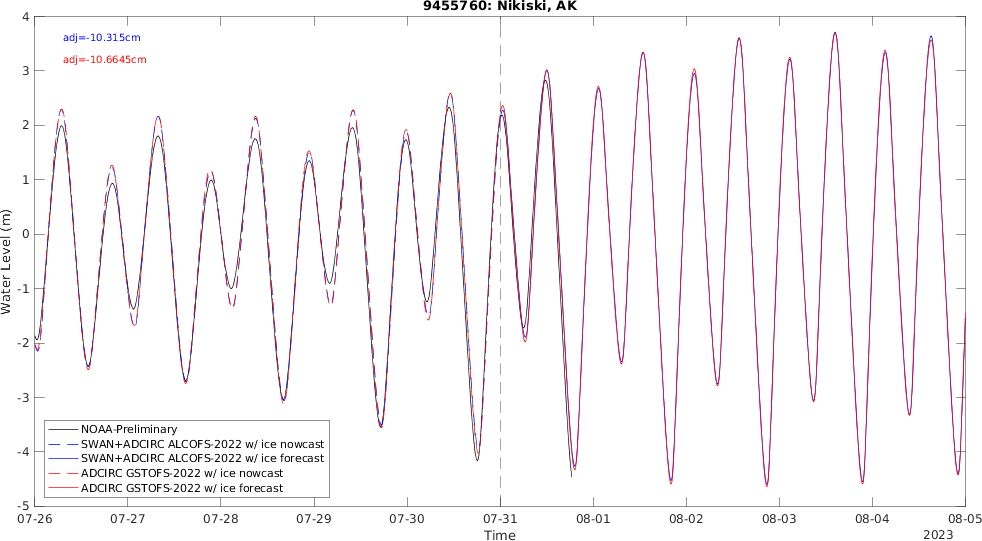 9455760: Nikiski, AK
adj=-10.315cm
adj=-10.6645cm
4
3
2
1
0
-1
-2
-3
-4
-5
Water Level (m)
NOAA-Preliminary
SWAN+ADCIRC ALCOFS-2022 w/ ice nowcast
SWAN+ADCIRC ALCOFS-2022 w/ ice forecast
ADCIRC GSTOFS-2022 w/ ice nowcast
ADCIRC GSTOFS-2022 w/ ice forecast
07-26 07-27 07-28 07-29 07-30 07-31 08-01 08-02 08-03 08-04 08-05
Time
2023